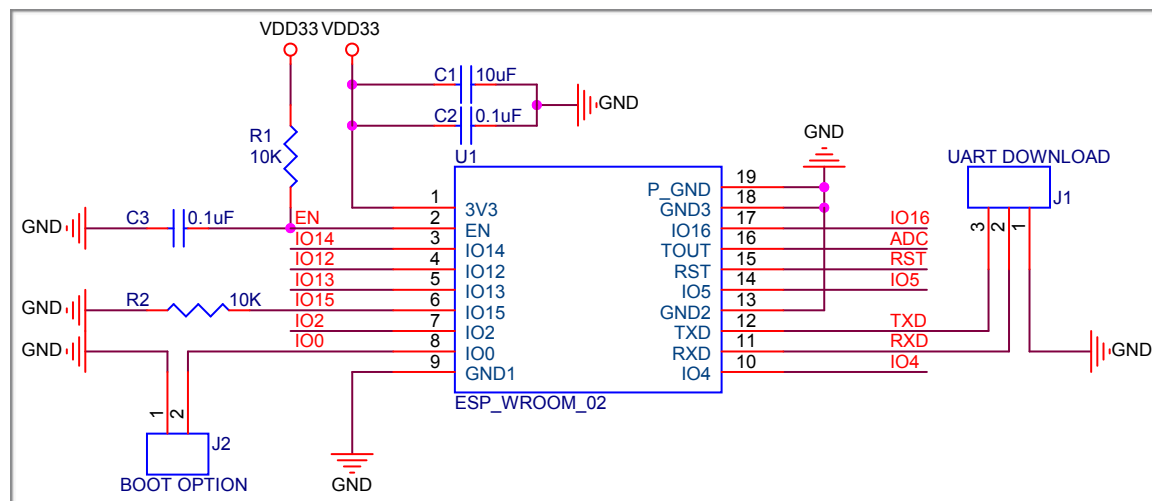 VDD33 VDD33
C1 10uF
GND
C2 0.1uF
R1
10K
U1
GND
UART DOWNLOAD
J1
3 2 1
GND C3 0.1uF
EN
IO14
IO12
IO13
GND R2 10K IO15
IO2
GND IO0
1 3V3
2 EN
3 IO14
4 IO12
5 IO13
6 IO15
7 IO2
8 IO0
9 GND1
P_GND 19
GND3 18
IO16 17 IO16
TOUT 16 ADC
RST 15 RST
IO5 14 IO5
GND2 13
TXD 12 TXD
RXD 11 RXD
IO4 10 IO4
GND
ESP_WROOM_02
1 2
J2
BOOT OPTION
GND